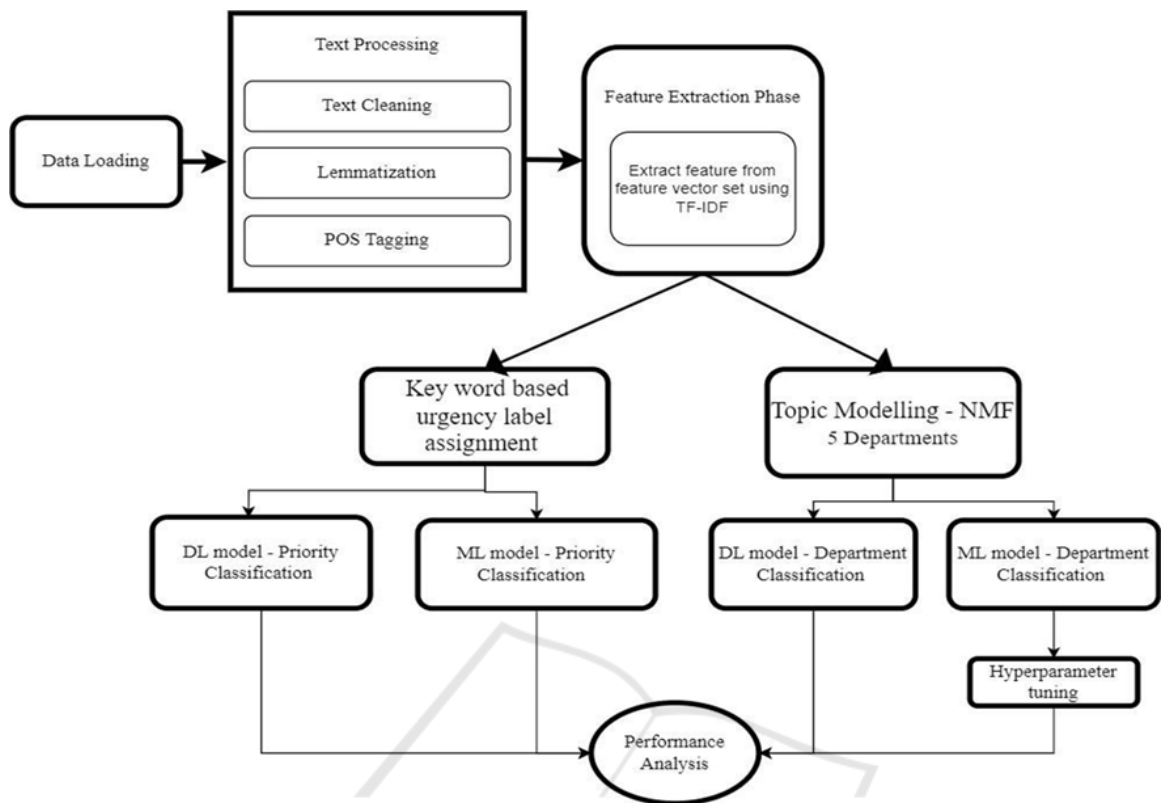 Text Processing
Text Cleaning
Lemmatization
POS Tagging
Data Loading
Feature Extraction Phase
Extract feature from
feature vector set using
TF-IDF
Key word based
urgency label
assignment
Topic Modelling - NMF
5 Departments
DL model - Priority
Classification
ML model - Priority
Classification
DL model - Department
Classification
ML model - Department
Classification
Hyperparameter
tuning
Performance
Analysis